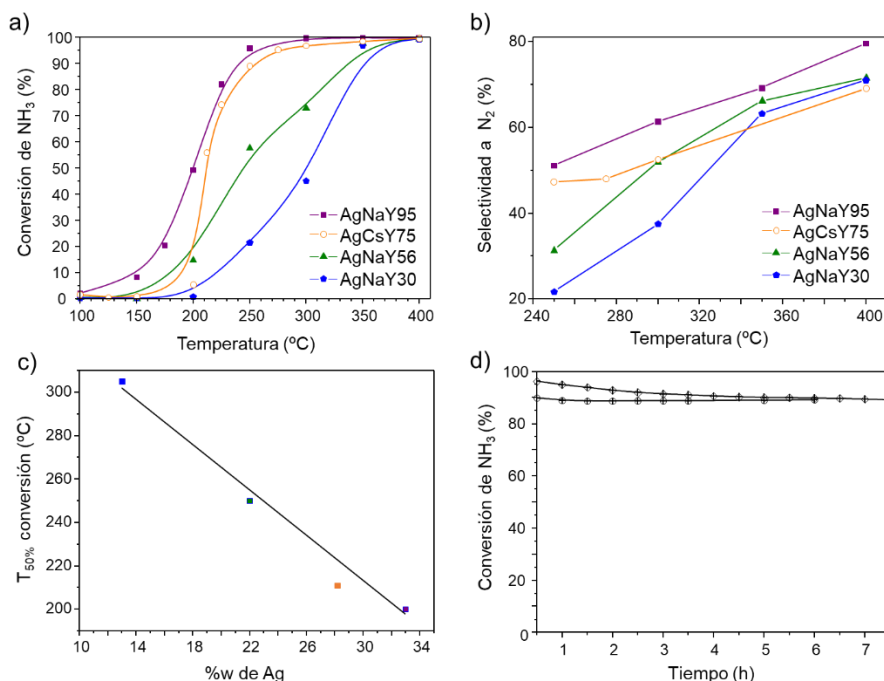 a)
Conversión de NH3 (%)
100
90
80
70
60
50
40
30
20
10
0
100 150 200 250 300 350 400
Temperatura (ºC)
AgNaY95
AgCsY75
AgNaY56
AgNaY30
b)
Selectividad a N2 (%)
80
60
40
20
240 280 320 360 400
Temperatura (ºC)
AgNaY95
AgCsY75
AgNaY56
AgNaY30
c)
T50% conversión (ºC)
300
280
260
240
220
200
10 14 18 22 26 30 34
%w de Ag
d)
Conversión de NH3 (%)
100
80
60
40
20
0
1 2 3 4 5 6 7
Tiempo (h)